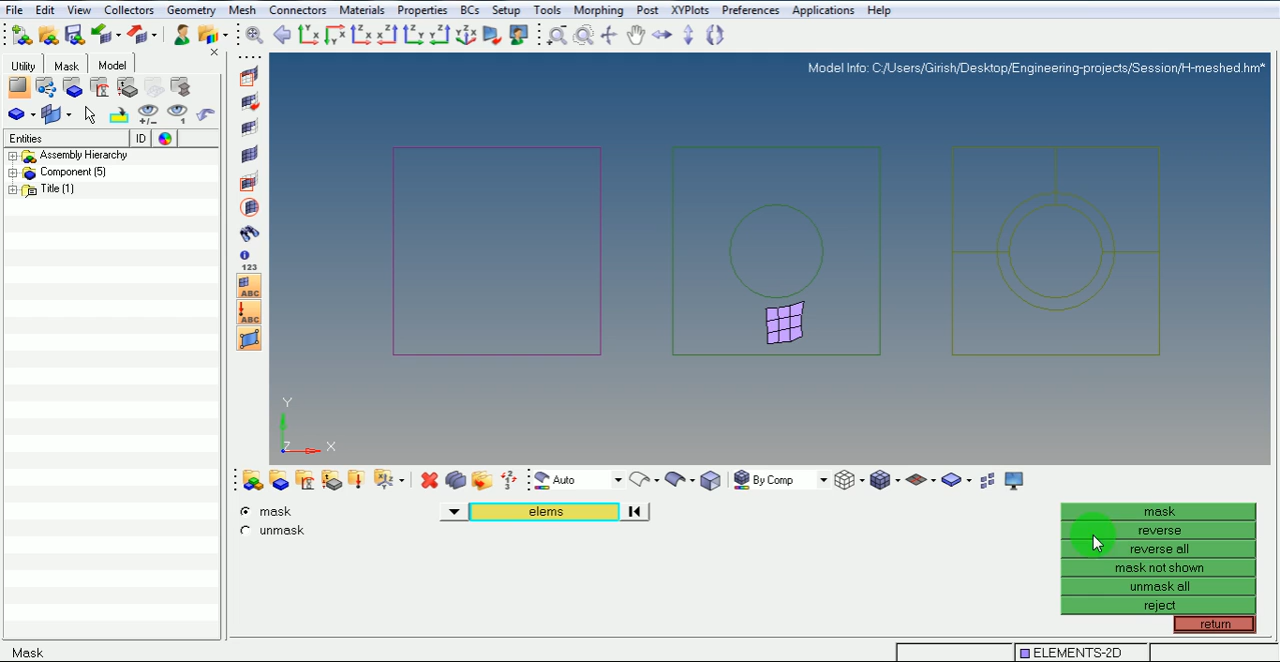 File Edit View Collectors Geometry Mesh Connectors Materials Properties BCs Setup Tools Morphing Post XYPlots Preferences Applications Help
Utility Mask Model
Model Info: C:/Users/Girish/Desktop/Engineering-projects/Session/H-meshed.hm*
Entities ID
Assembly Hierarchy
Component (5)
Title (1)
123
ABC
ABC
Y
Z X
Auto By Comp
mask elems mask
unmask reverse
reverse all
mask not shown
unmask all
reject
return
Mask ELEMENTS-2D